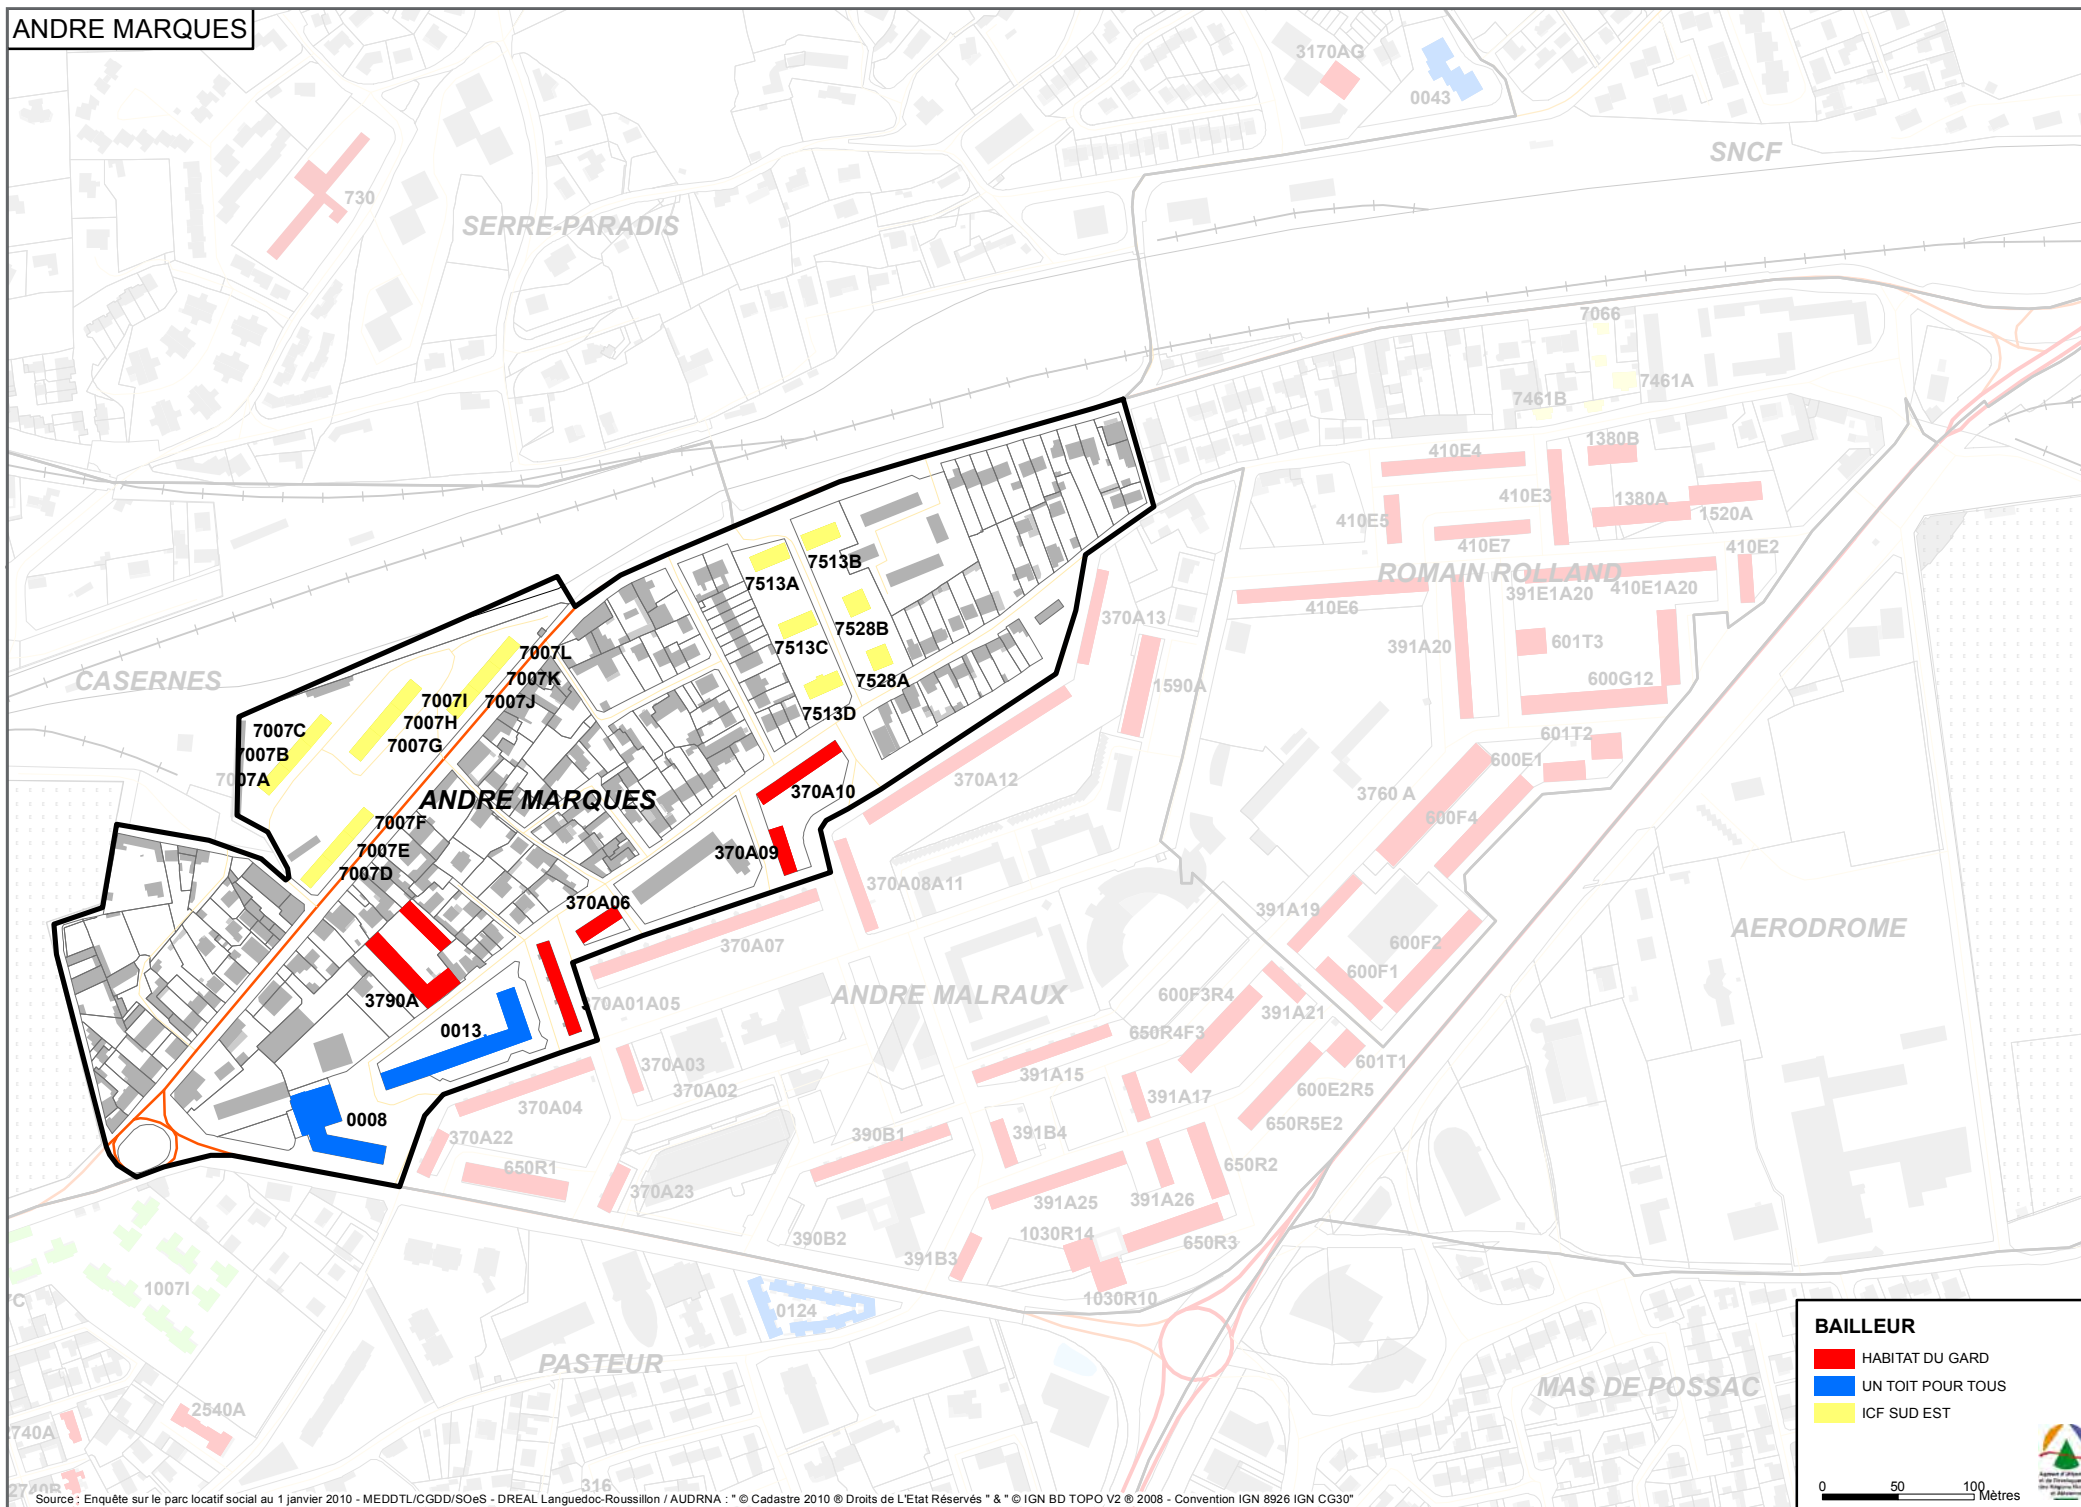 ANDRE MARQUES
3170AG
0043
SNCF
730
SERRE-PARADIS
7066
7461A
7461B
1380B
410E4
410E3
1380A
1520A
410E5
410E7
410E2
7513B
7513A
ROMAIN ROLLAND
391E1A20
410E1A20
410E6
370A13
7528B
7513C
601T3
391A20
7007L
7007K
7528A
CASERNES
600G12
1590A
7007I
7007J
7513D
7007H
7007C
7007G
7007B
601T2
600E1
7007A
370A12
370A10
3760 A
ANDRE MARQUES
7007F
600F4
7007E
370A09
7007D
370A08A11
370A06
391A19
AERODROME
600F2
370A07
600F1
3790A
370A01A05
ANDRE MALRAUX
600F3R4
391A21
0013
650R4F3
370A03
601T1
391A15
370A02
600E2R5
391A17
370A04
0008
650R5E2
391B4
390B1
370A22
650R1
650R2
370A23
391A25
391A26
1030R14
390B2
650R3
391B3
1007I
7C
1030R10
0124
PASTEUR
MAS DE POSSAC
2540A
2740A
2740B
316
BAILLEUR
HABITAT DU GARD
UN TOIT POUR TOUS
ICF SUD EST
0 50 100
Mètres
Source : Enquête sur le parc locatif social au 1 janvier 2010 - MEDDTL/CGDD/SOeS - DREAL Languedoc-Roussillon / AUDRNA : " © Cadastre 2010 ® Droits de L'Etat Réservés " & " © IGN BD TOPO V2 ® 2008 - Convention IGN 8926 IGN CG30"